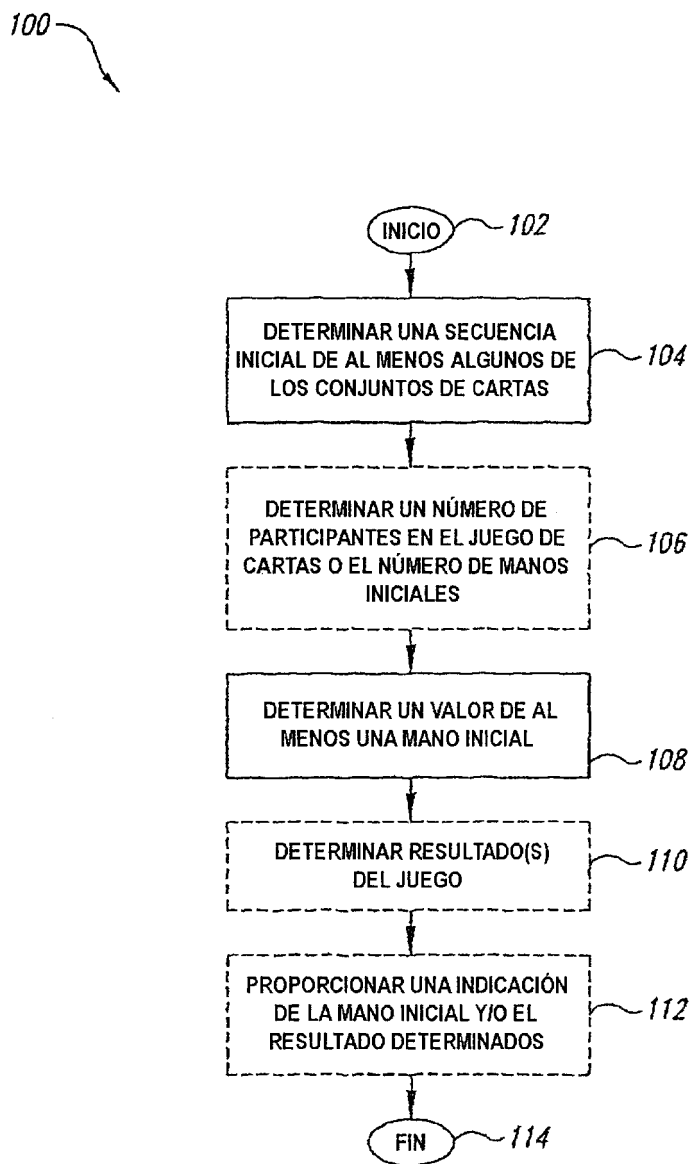 100
INICIO
102
DETERMINAR UNA SECUENCIA
INICIAL DE AL MENOS ALGUNOS
DE LOS CONJUNTOS DE CARTAS
104
DETERMINAR UN NÚMERO DE
PARTICIPANTES EN EL JUEGO DE
CARTAS O EL NÚMERO DE MANOS
INICIALES
106
DETERMINAR UN VALOR DE AL
MENOS UNA MANO INICIAL
108
DETERMINAR RESULTADO(S)
DEL JUEGO
110
PROPORCIONAR UNA INDICACIÓN
DE LA MANO INICIAL Y/O EL
RESULTADO DETERMINADOS
112
FIN
114